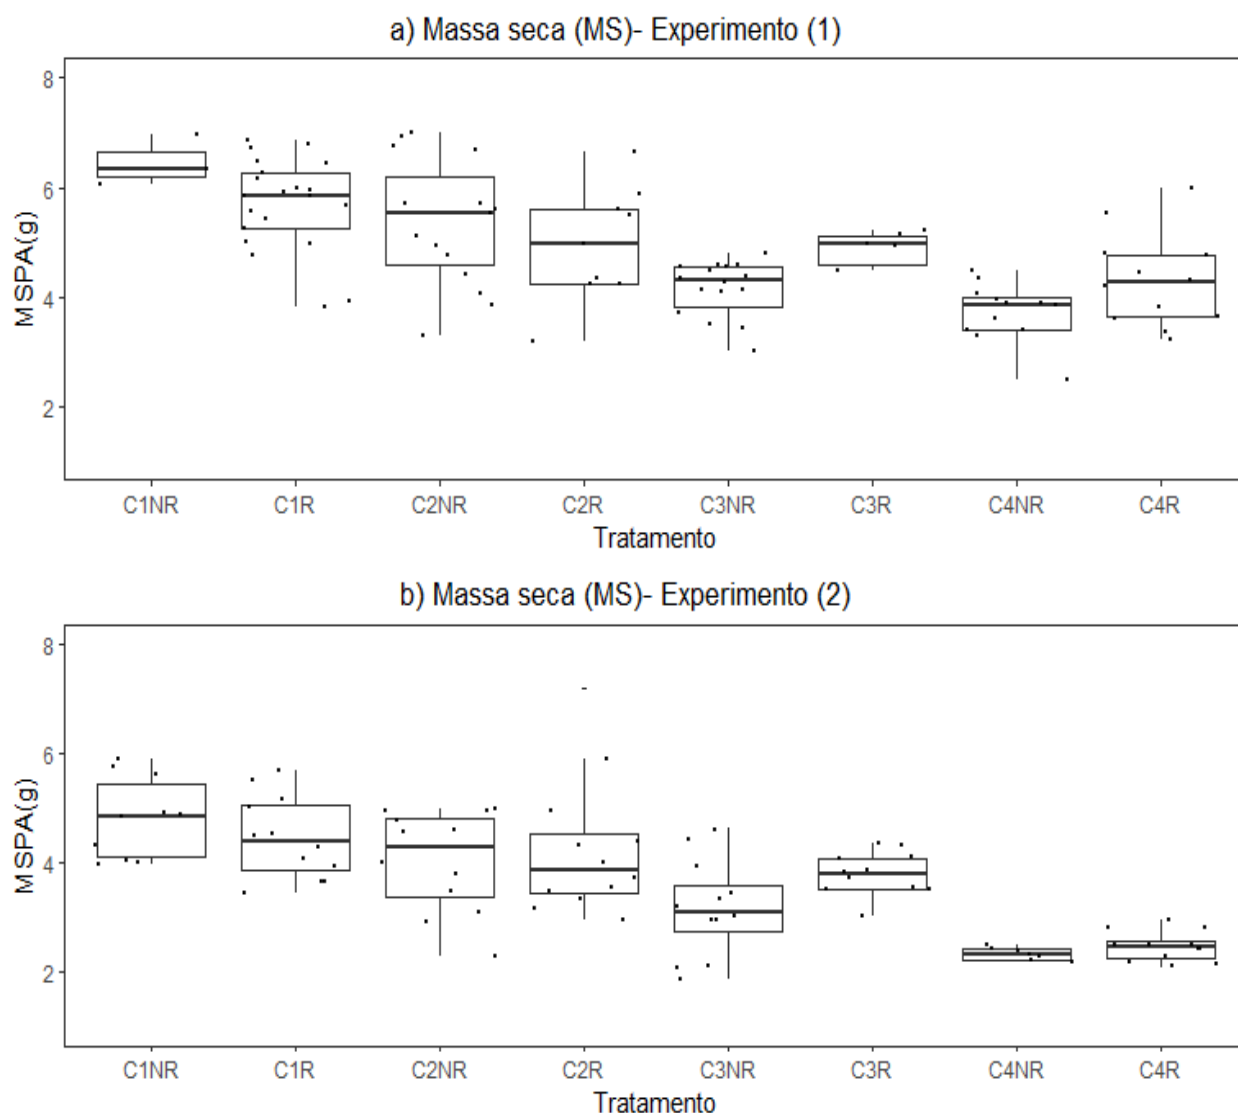 a) Massa seca (MS)- Experimento (1)
8
6
4
2
MSPA(g)
C1NR C1R C2NR C2R C3NR C3R C4NR C4R
Tratamento
b) Massa seca (MS)- Experimento (2)
8
6
4
2
MSPA(g)
C1NR C1R C2NR C2R C3NR C3R C4NR C4R
Tratamento